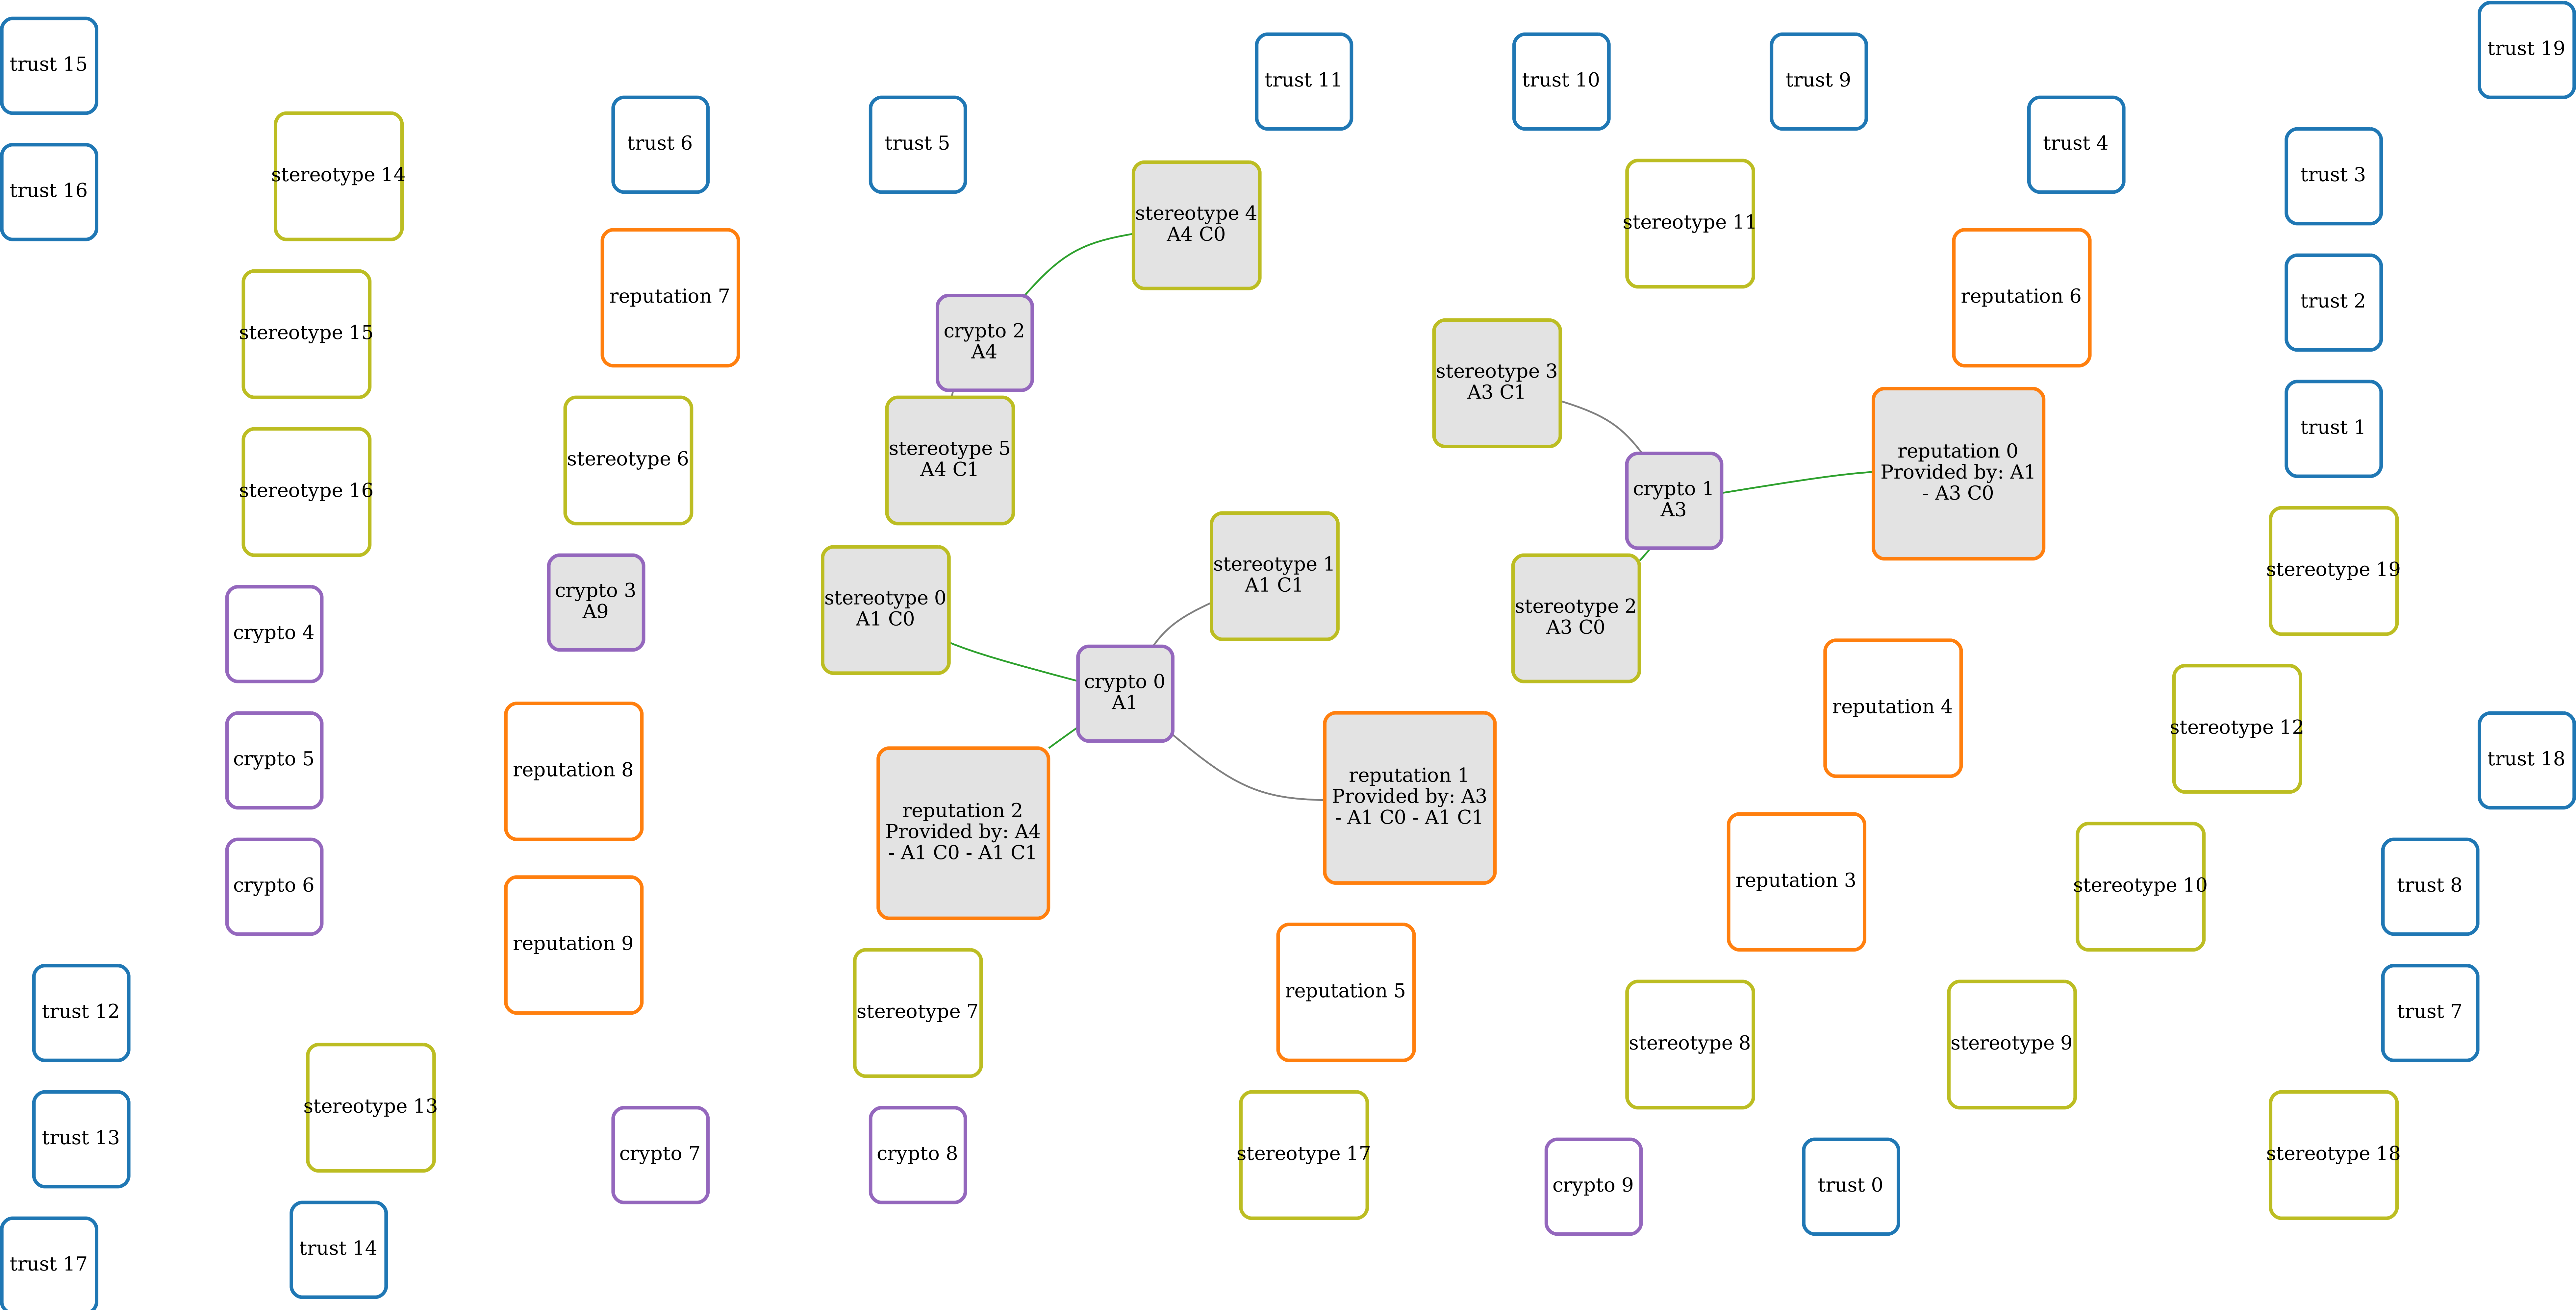 trust 15
trust 11
trust 10
trust 9
trust 19
trust 6
trust 5
trust 4
trust 16
stereotype 14
trust 3
stereotype 4
A4 C0
stereotype 11
reputation 7
reputation 6
trust 2
stereotype 15
crypto 2
A4
stereotype 3
A3 C1
trust 1
stereotype 16
stereotype 6
stereotype 5
A4 C1
crypto 1
A3
reputation 0
Provided by: A1
- A3 C0
stereotype 19
crypto 4
crypto 3
A9
stereotype 0
A1 C0
stereotype 1
A1 C1
stereotype 2
A3 C0
crypto 0
A1
reputation 4
stereotype 12
crypto 5
reputation 8
trust 18
reputation 2
Provided by: A4
- A1 C0 - A1 C1
reputation 1
Provided by: A3
- A1 C0 - A1 C1
crypto 6
reputation 3
stereotype 10
trust 8
reputation 9
trust 12
stereotype 7
reputation 5
stereotype 8
stereotype 9
trust 7
trust 13
stereotype 13
crypto 7
crypto 8
stereotype 17
crypto 9
trust 0
stereotype 18
trust 17
trust 14